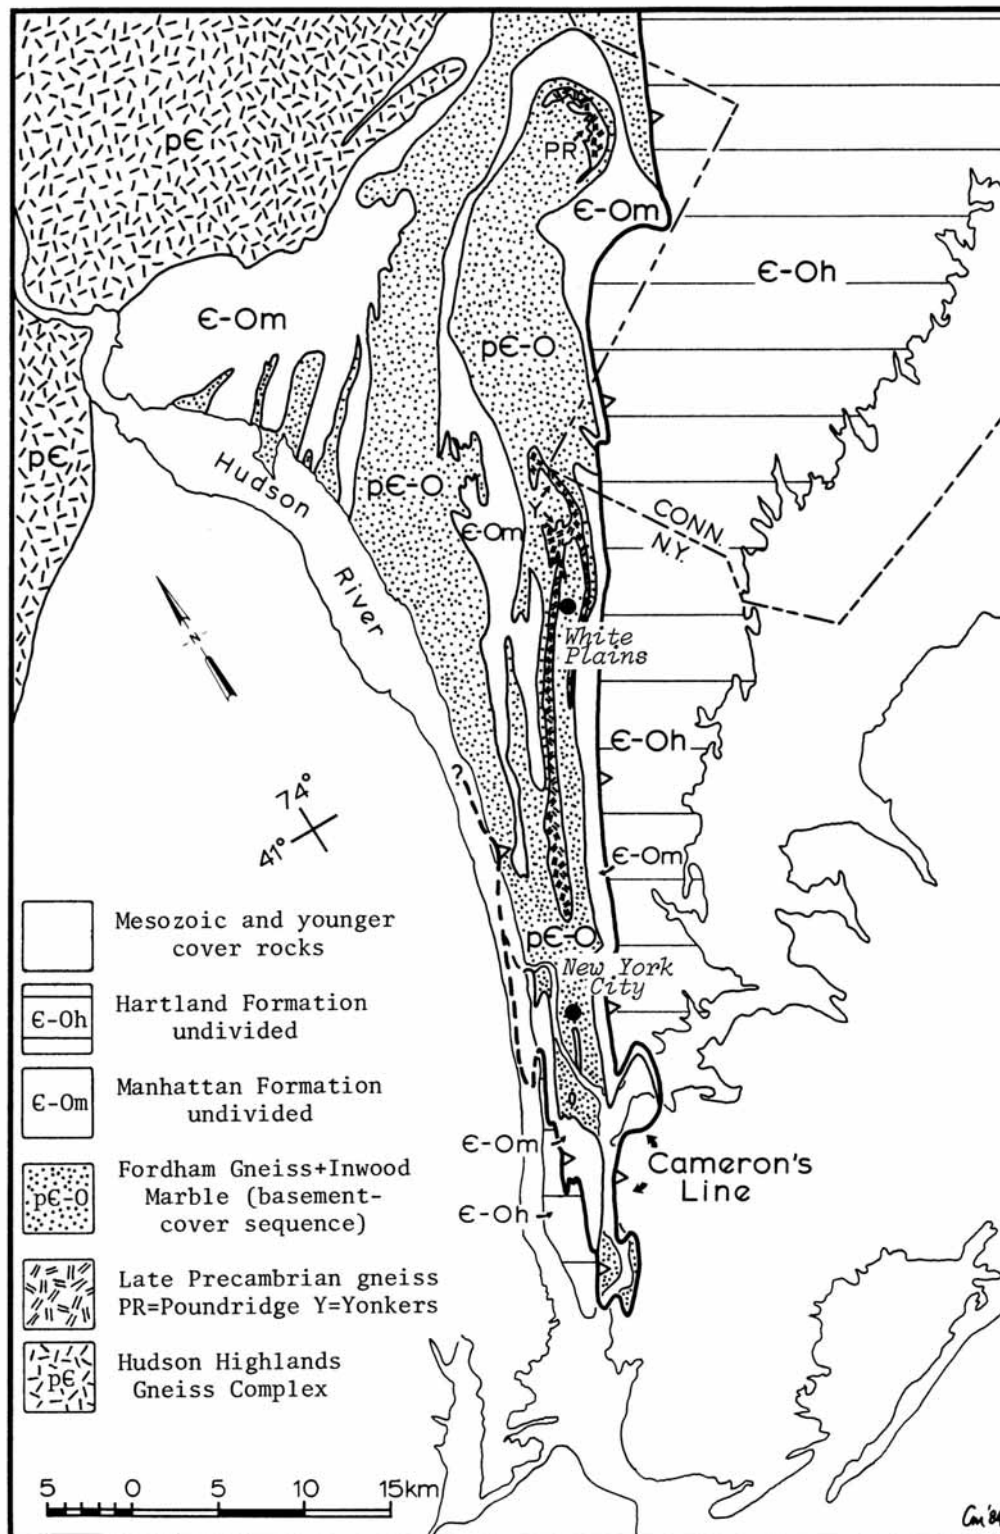 pЄ
PR
Є-Om
Є-Oh
Є-Om
pЄ-O
pЄ
pЄ-O
Hudson
River
Є-Om
Y
CONN.
N.Y.
White
Plains
N
Є-Oh
?
74°
41°
Є-Om
pЄ-O
New York
City
Є-Om
Cameron's
Line
Є-Oh
Mesozoic and younger
cover rocks
Є-Oh
Hartland Formation
undivided
Є-Om
Manhattan Formation
undivided
pЄ-O
Fordham Gneiss+Inwood
Marble (basement-
cover sequence)
Late Precambrian gneiss
PR=Poundridge Y=Yonkers
pЄ
Hudson Highlands
Gneiss Complex
5 0 5 10 15km